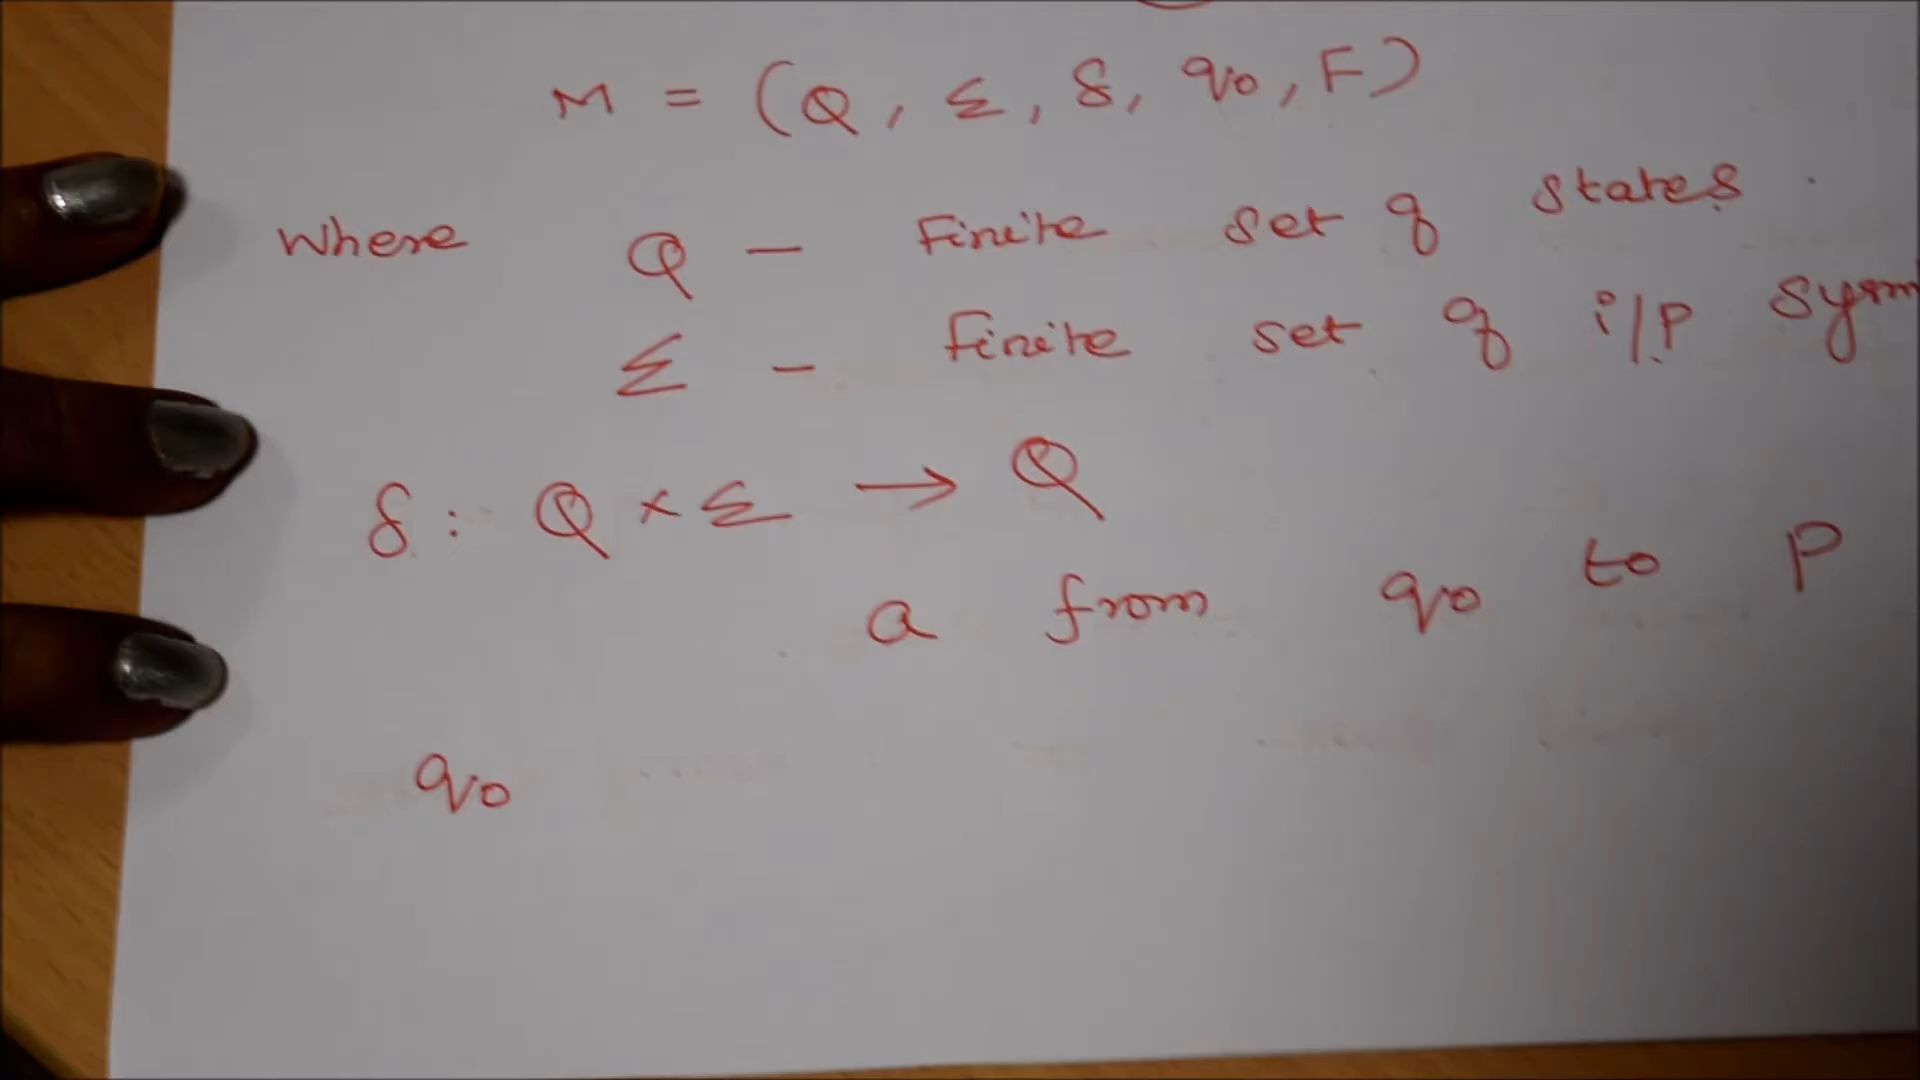 M = (Q, Σ, δ, q0, F)
Where Q - Finite set of states.
Σ - Finite set of i/p sym
δ: Q × Σ → Q
a from q0 to P
q0